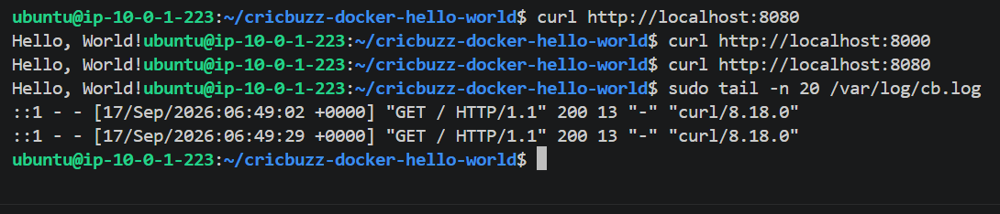 ubuntu@ip-10-0-1-223:~/cricbuzz-docker-hello-world$ curl http://localhost:8080
Hello, World!ubuntu@ip-10-0-1-223:~/cricbuzz-docker-hello-world$ curl http://localhost:8000
Hello, World!ubuntu@ip-10-0-1-223:~/cricbuzz-docker-hello-world$ curl http://localhost:8080
Hello, World!ubuntu@ip-10-0-1-223:~/cricbuzz-docker-hello-world$ sudo tail -n 20 /var/log/cb.log
::1 - - [17/Sep/2026:06:49:02 +0000] "GET / HTTP/1.1" 200 13 "-" "curl/8.18.0"
::1 - - [17/Sep/2026:06:49:29 +0000] "GET / HTTP/1.1" 200 13 "-" "curl/8.18.0"
ubuntu@ip-10-0-1-223:~/cricbuzz-docker-hello-world$